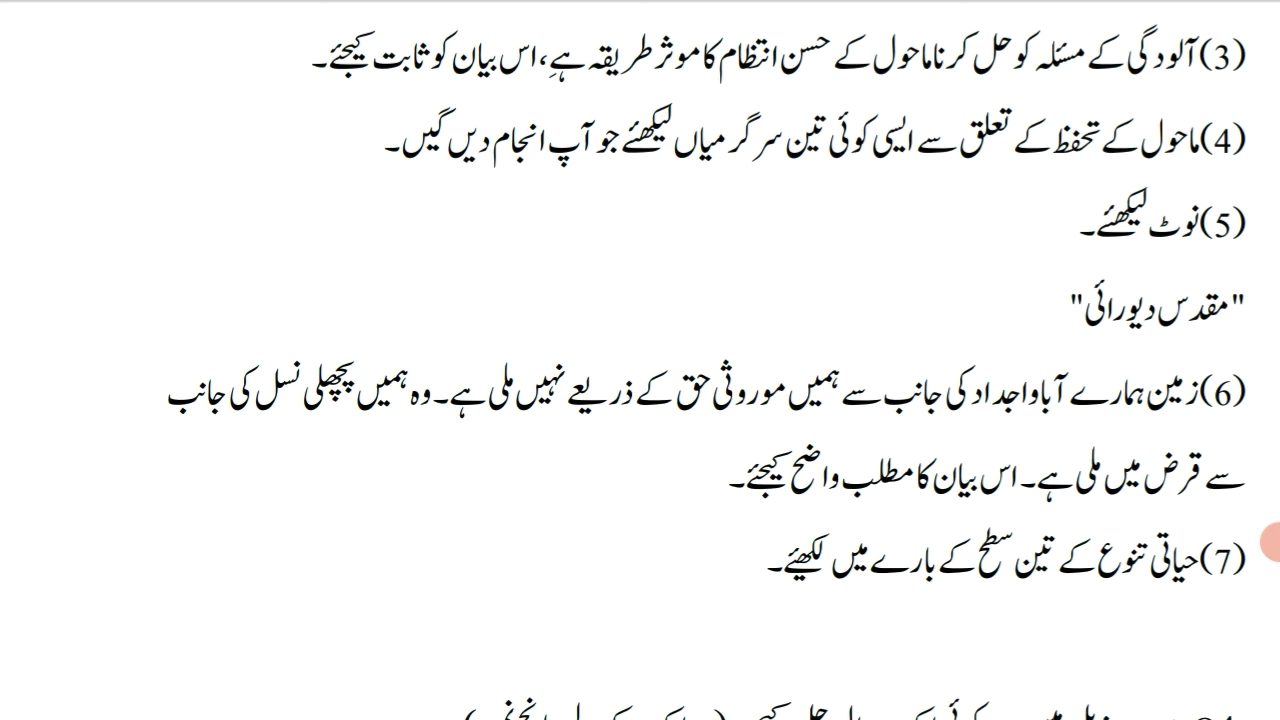 (3)آلودگی کے مسئلہ کو حل کرنا ماحول کے حسن انتظام کا موثر طریقہ ہے،اس بیان کو ثابت کیجئے۔
(4)ماحول کے تحفظ کے تعلق سے ایسی کوئی تین سرگرمیاں لیکھئے جو آپ انجام دیں گیں۔
(5)نوٹ لیکھئے۔
"مقدس دیورائی"
(6)زمین ہمارے آباواجداد کی جانب سے ہمیں موروثی حق کے ذریعے نہیں ملی ہے۔وہ ہمیں پچھلی نسل کی جانب
سے قرض میں ملی ہے۔اس بیان کا مطلب واضح کیجئے۔
(7)حیاتی تنوع کے تین سطح کے بارے میں لکھیئے۔